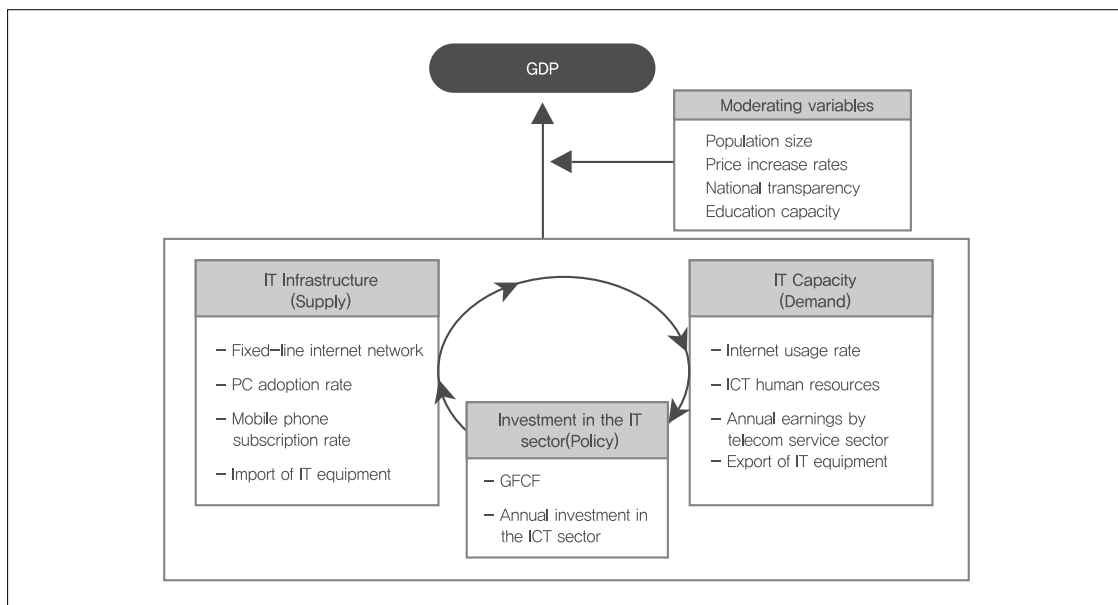 GDP
Moderating variables
Population size
Price increase rates
National transparency
Education capacity
IT Infrastructure
(Supply)
– Fixed–line internet network
– PC adoption rate
– Mobile phone
subscription rate
– Import of IT equipment
Investment in the IT
sector(Policy)
– GFCF
– Annual investment in
the ICT sector
IT Capacity
(Demand)
– Internet usage rate
– ICT human resources
– Annual earnings by
telecom service sector
– Export of IT equipment